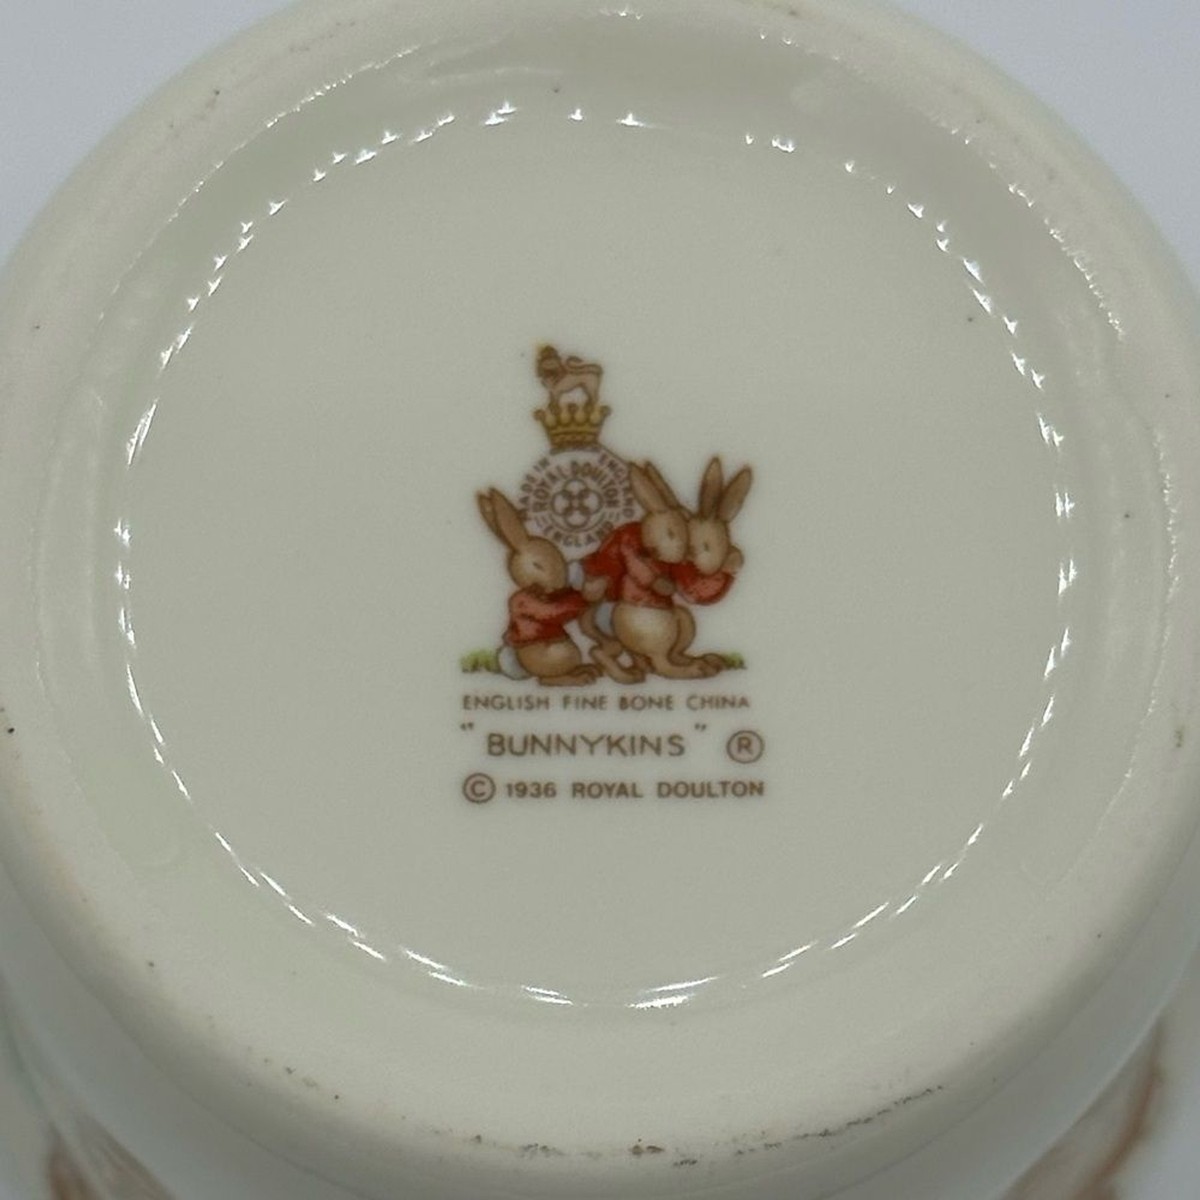 MADE IN ENGLAND
ROYAL DOULTON
ENGLAND
ENGLISH FINE BONE CHINA
"BUNNYKINS" ®
© 1936 ROYAL DOULTON